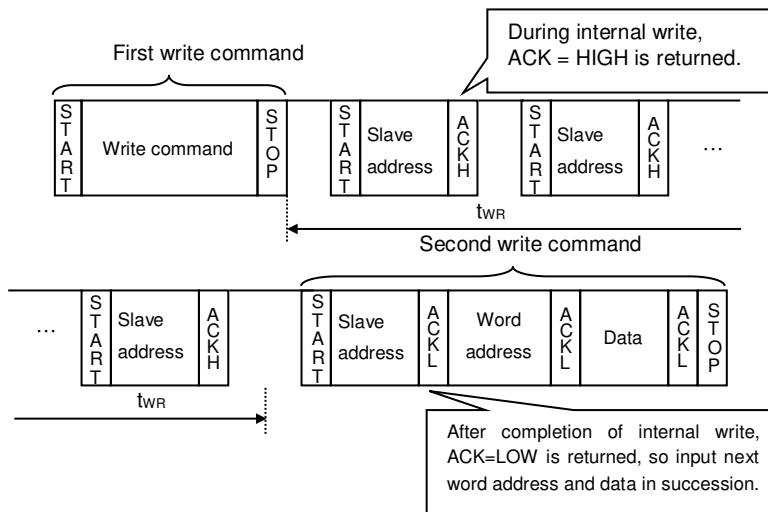 First write command
During internal write,
ACK = HIGH is returned.
START
Write command
STOP
START
Slave
address
ACKH
START
Slave
address
ACKH
...
tWR
Second write command
...
START
Slave
address
ACKH
START
Slave
address
ACKL
Word
address
ACKL
Data
ACKL
STOP
tWR
After completion of internal write,
ACK=LOW is returned, so input next
word address and data in succession.